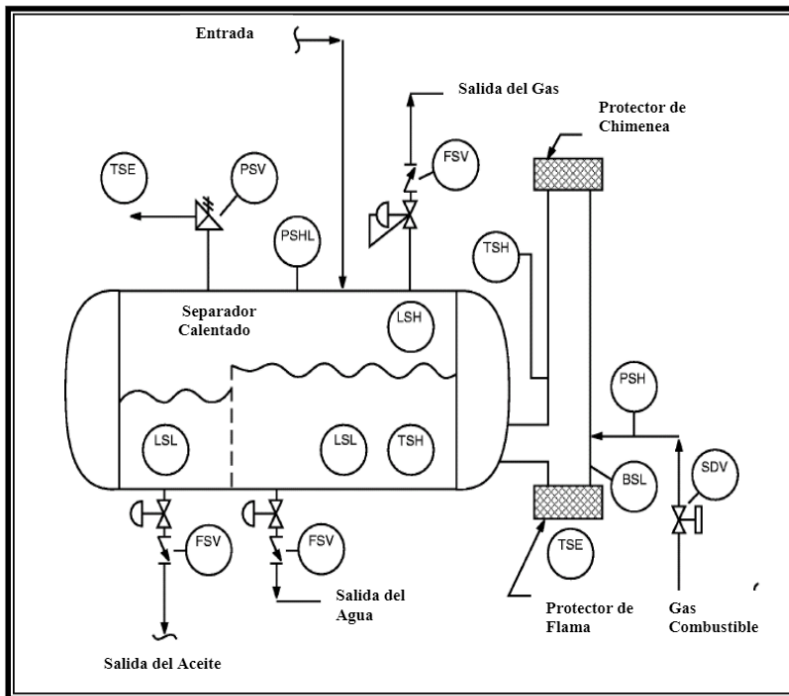 Entrada
Salida del Gas
Protector de
Chimenea
TSE
PSV
FSV
PSHL
TSH
Separador
Calentado
LSH
PSH
LSL
LSL
TSH
BSL
SDV
FSV
FSV
TSE
Salida del
Agua
Protector de
Flama
Gas
Combustible
Salida del Aceite